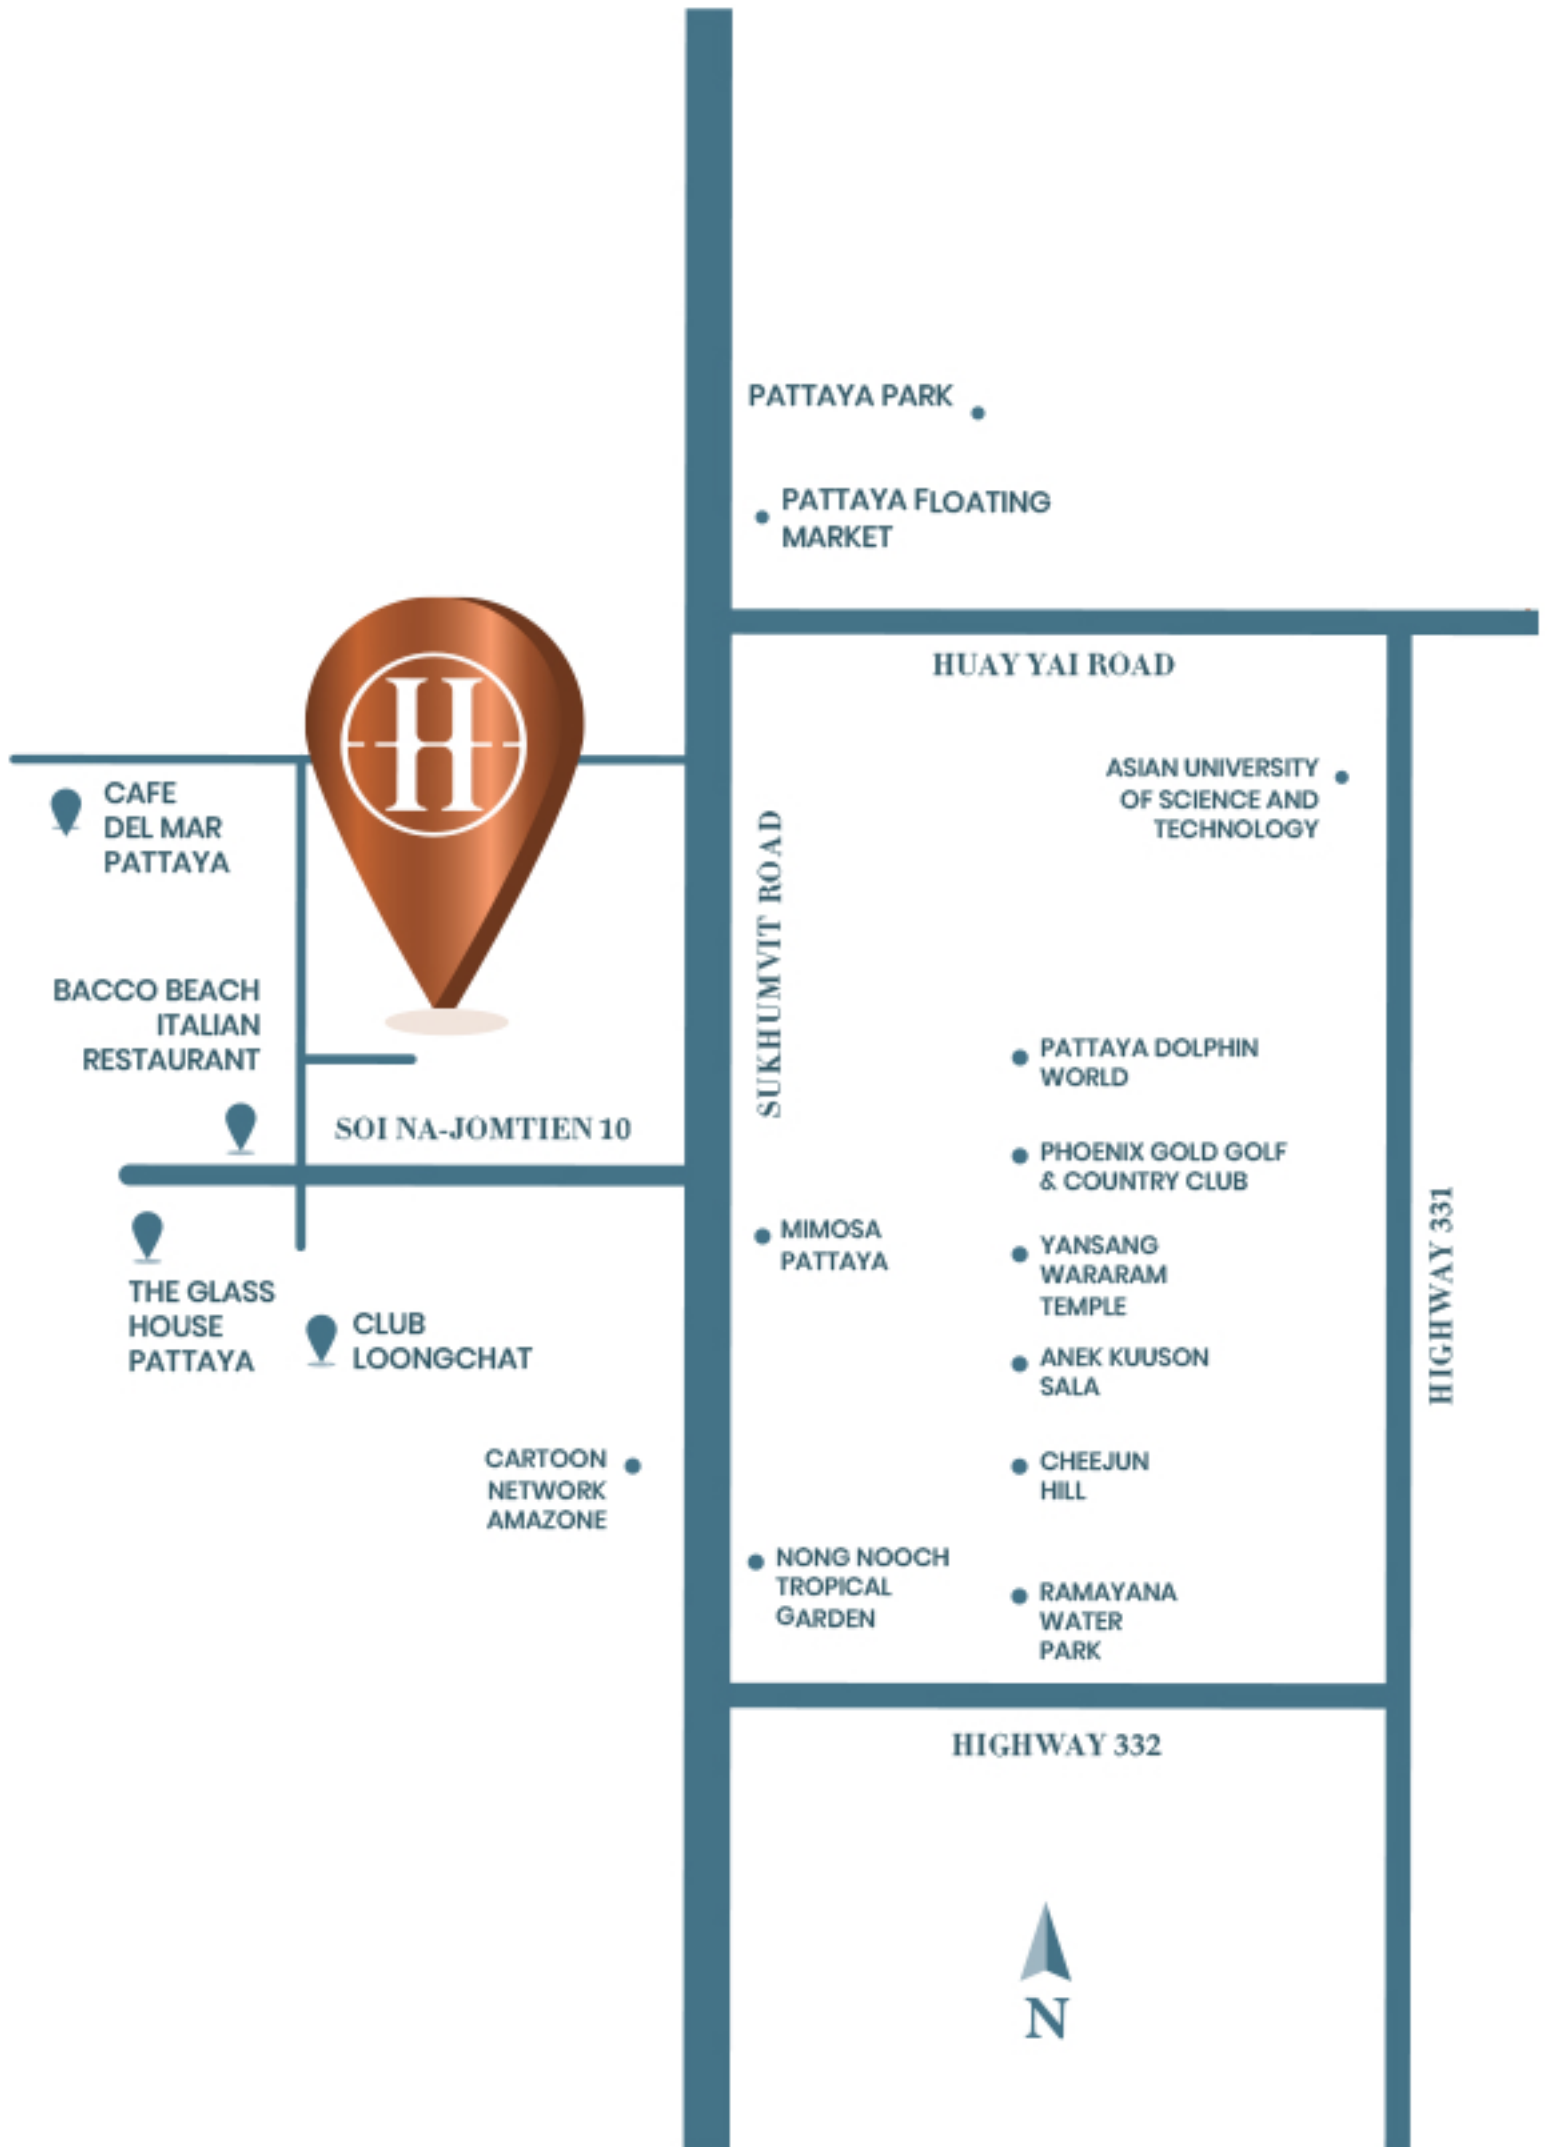 PATTAYA PARK
PATTAYA FLOATING
MARKET
HUAY YAI ROAD
H
CAFE
DEL MAR
PATTAYA
ASIAN UNIVERSITY
OF SCIENCE AND
TECHNOLOGY
SUKHUMVIT ROAD
BACCO BEACH
ITALIAN
RESTAURANT
SOI NA-JOMTIEN 10
PATTAYA DOLPHIN
WORLD
PHOENIX GOLD GOLF
& COUNTRY CLUB
MIMOSA
PATTAYA
YANSANG
WARARAM
TEMPLE
HIGHWAY 331
THE GLASS
HOUSE
PATTAYA
CLUB
LOONGCHAT
ANEK KUUSON
SALA
CARTOON
NETWORK
AMAZONE
CHEEJUN
HILL
NONG NOOCH
TROPICAL
GARDEN
RAMAYANA
WATER
PARK
HIGHWAY 332
N